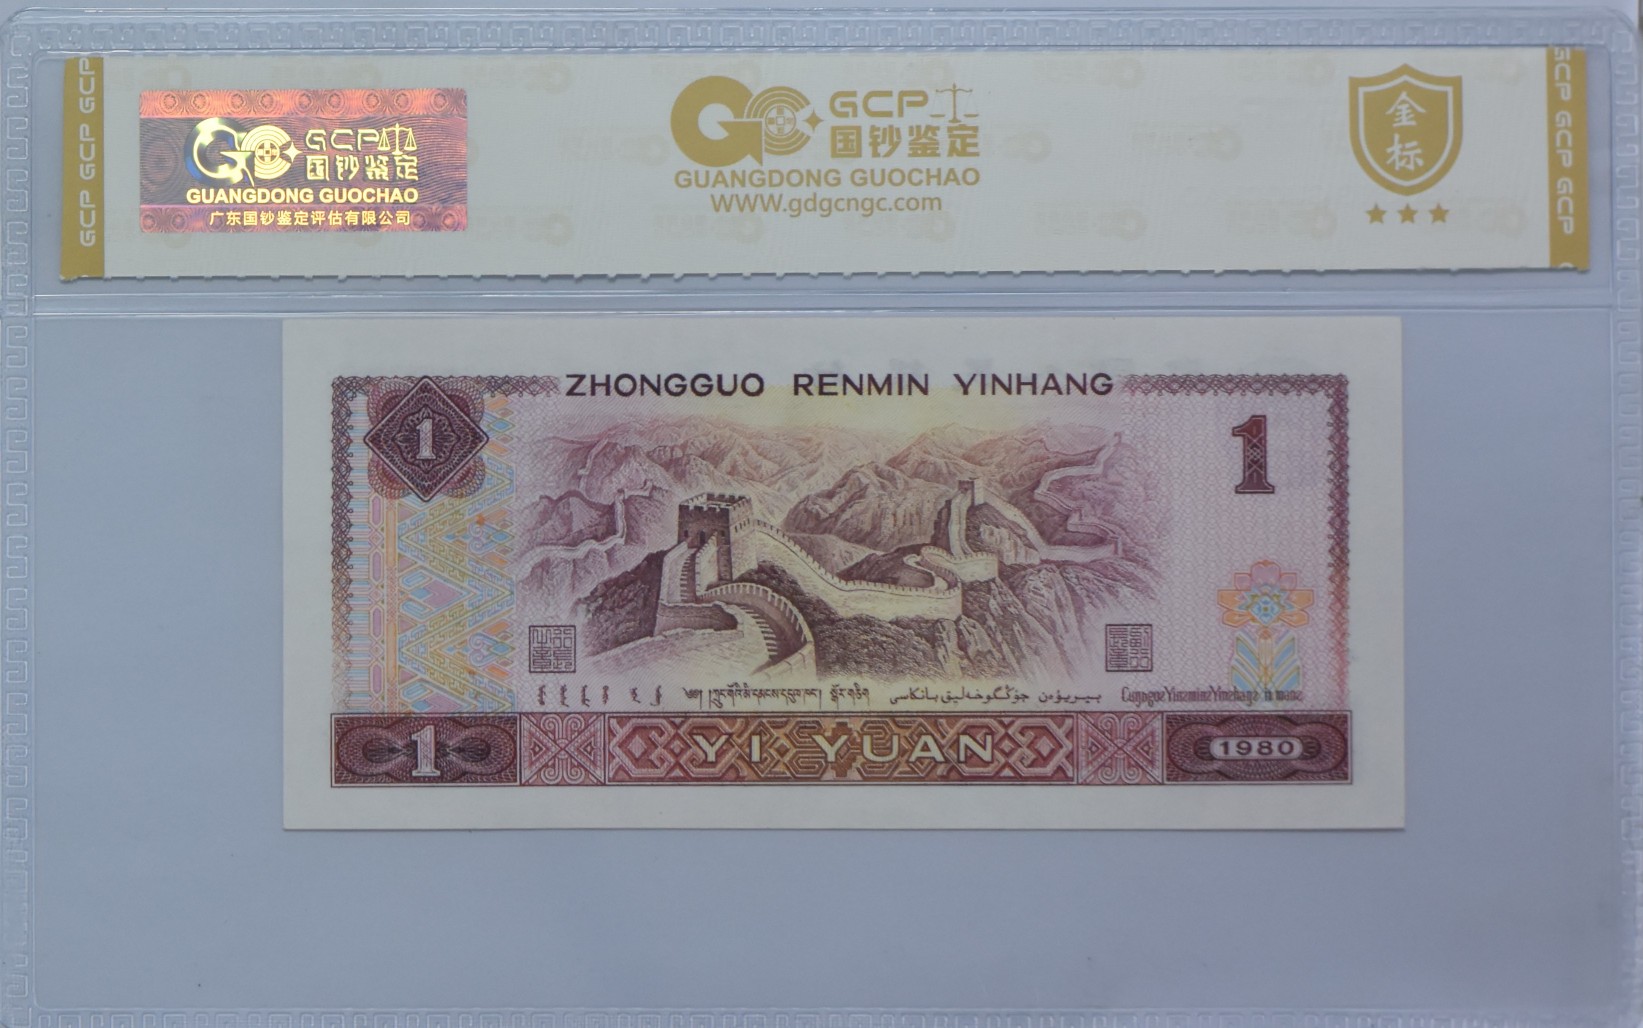 GCP GCP GCP
GCP
国钞鉴定
GUANGDONG GUOCHAO
广东国钞鉴定评估有限公司
GCP
国钞鉴定
GUANGDONG GUOCHAO
WWW.gdgcngc.com
金
标
GCP GCP GCP
ZHONGGUO RENMIN YINHANG
1
1
1
YI YUAN
1980